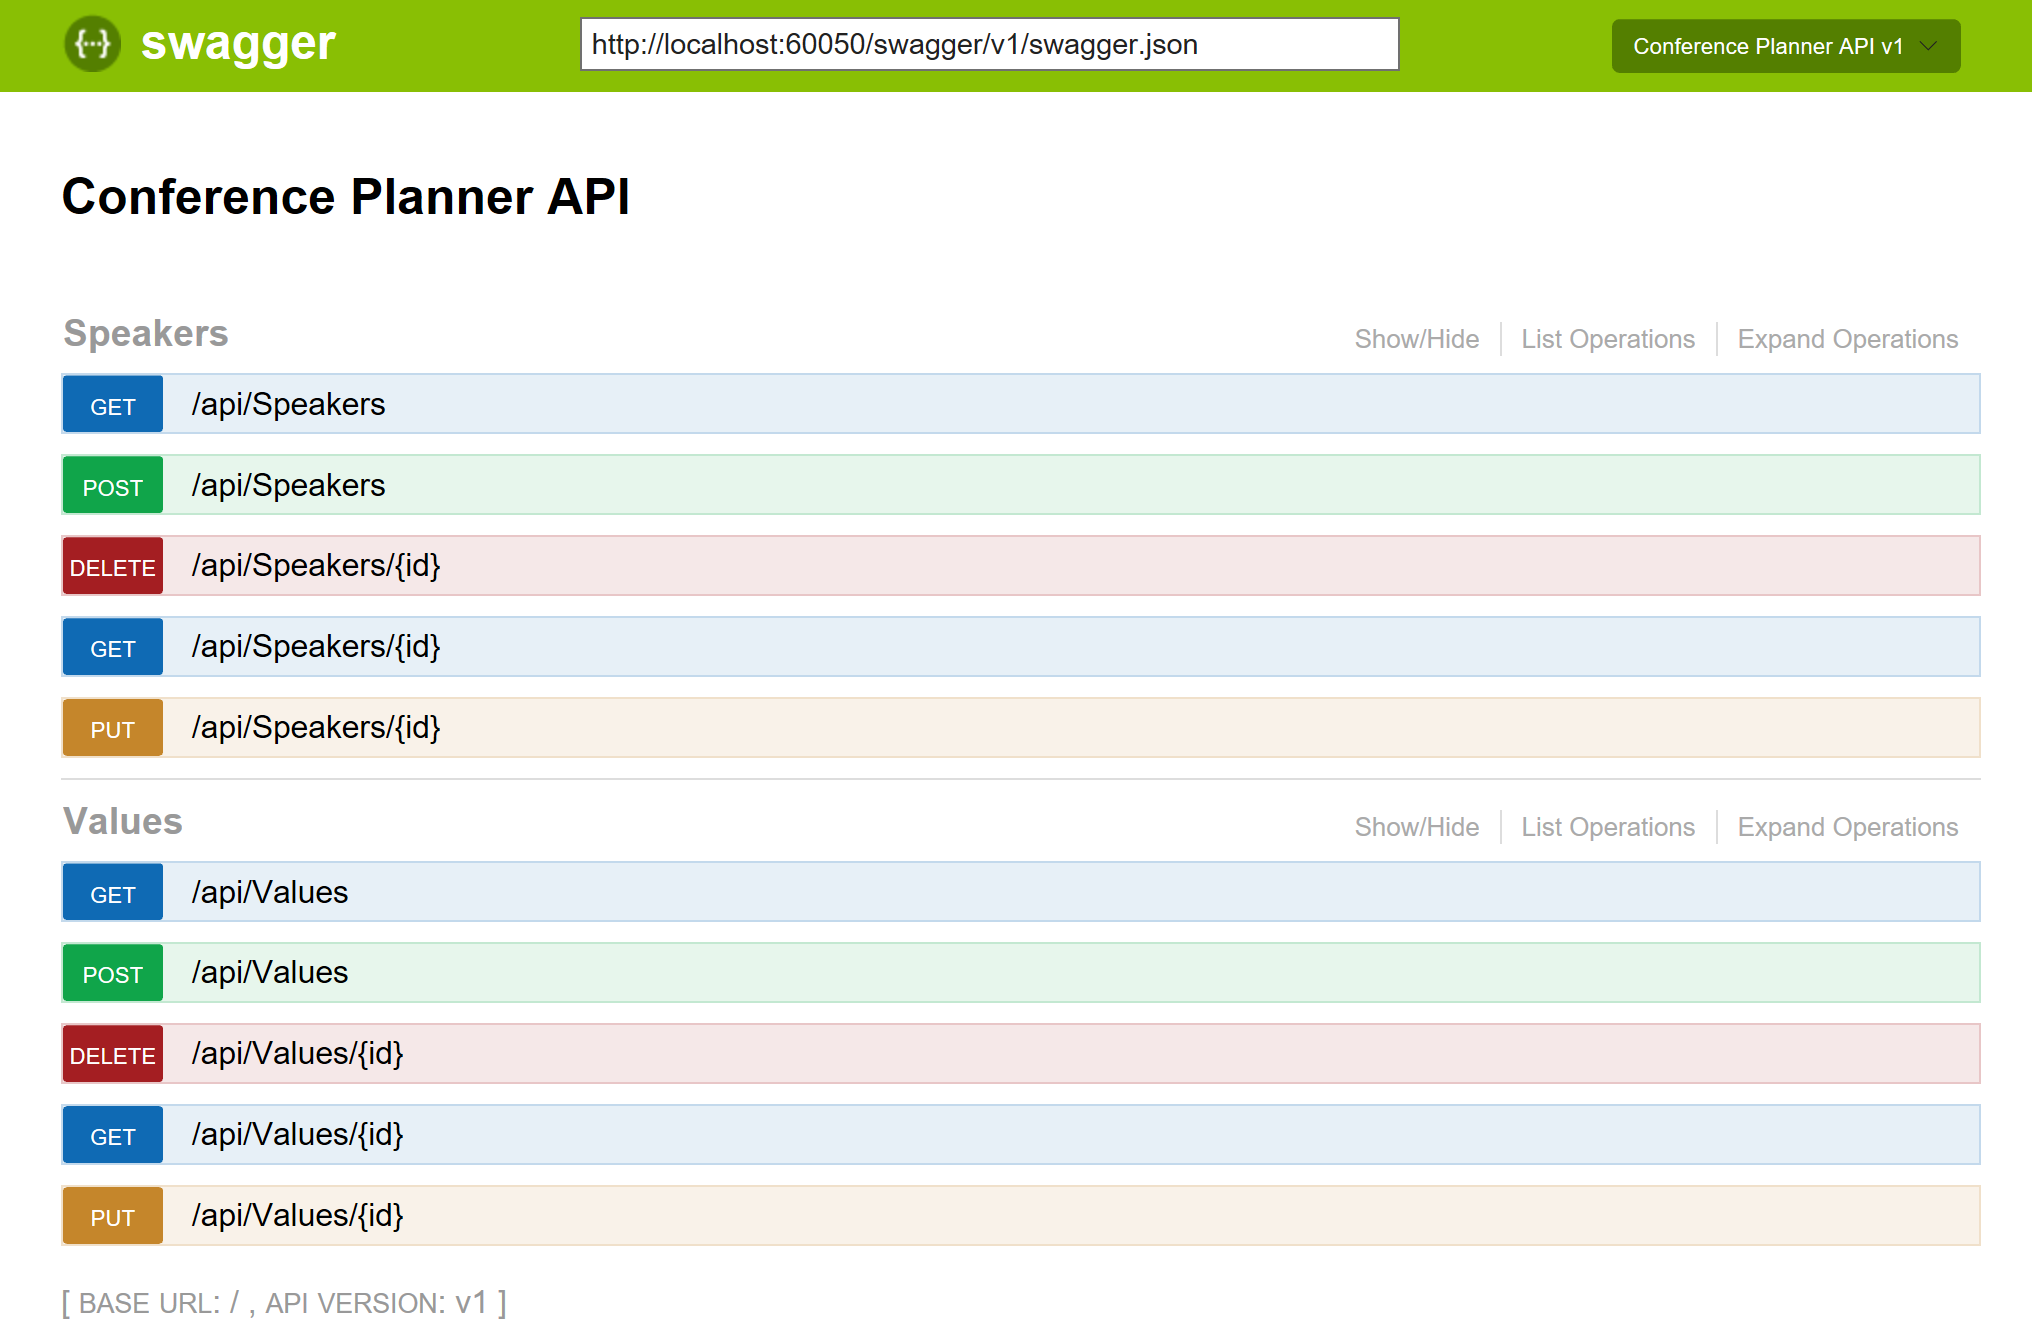 {···} swagger http://localhost:60050/swagger/v1/swagger.json Conference Planner API v1
Conference Planner API
Speakers Show/Hide List Operations Expand Operations
GET /api/Speakers
POST /api/Speakers
DELETE /api/Speakers/{id}
GET /api/Speakers/{id}
PUT /api/Speakers/{id}
Values Show/Hide List Operations Expand Operations
GET /api/Values
POST /api/Values
DELETE /api/Values/{id}
GET /api/Values/{id}
PUT /api/Values/{id}
[ BASE URL: / , API VERSION: v1 ]